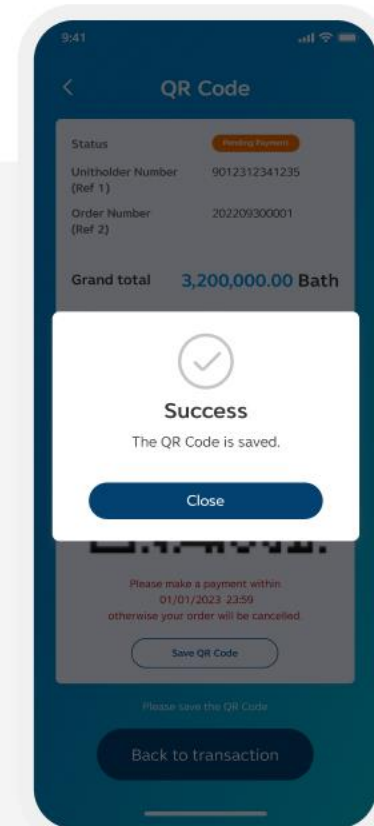 9:41
QR Code
Status Pending Payment
Unitholder Number 9012312341235
(Ref 1)
Order Number 202209300001
(Ref 2)
Grand total 3,200,000.00 Bath
Success
The QR Code is saved.
Close
Please make a payment within
01/01/2023 23:59
otherwise your order will be cancelled.
Save QR Code
Please save the QR Code
Back to transaction